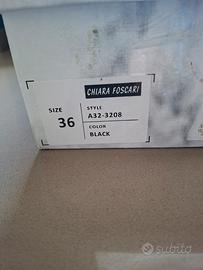 CHIARA FOSCARI
SIZE
36
STYLE
A32-3208
COLOR
BLACK
subito